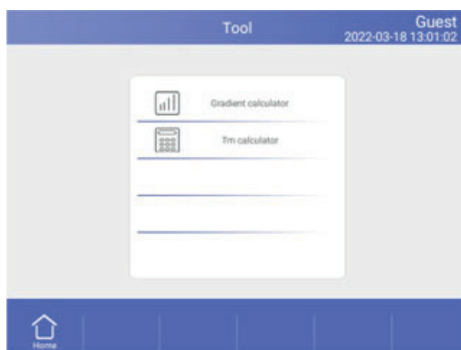 Tool
Guest
2022-03-18 13:01:02
Gradient calculator
Tm calculator
Home